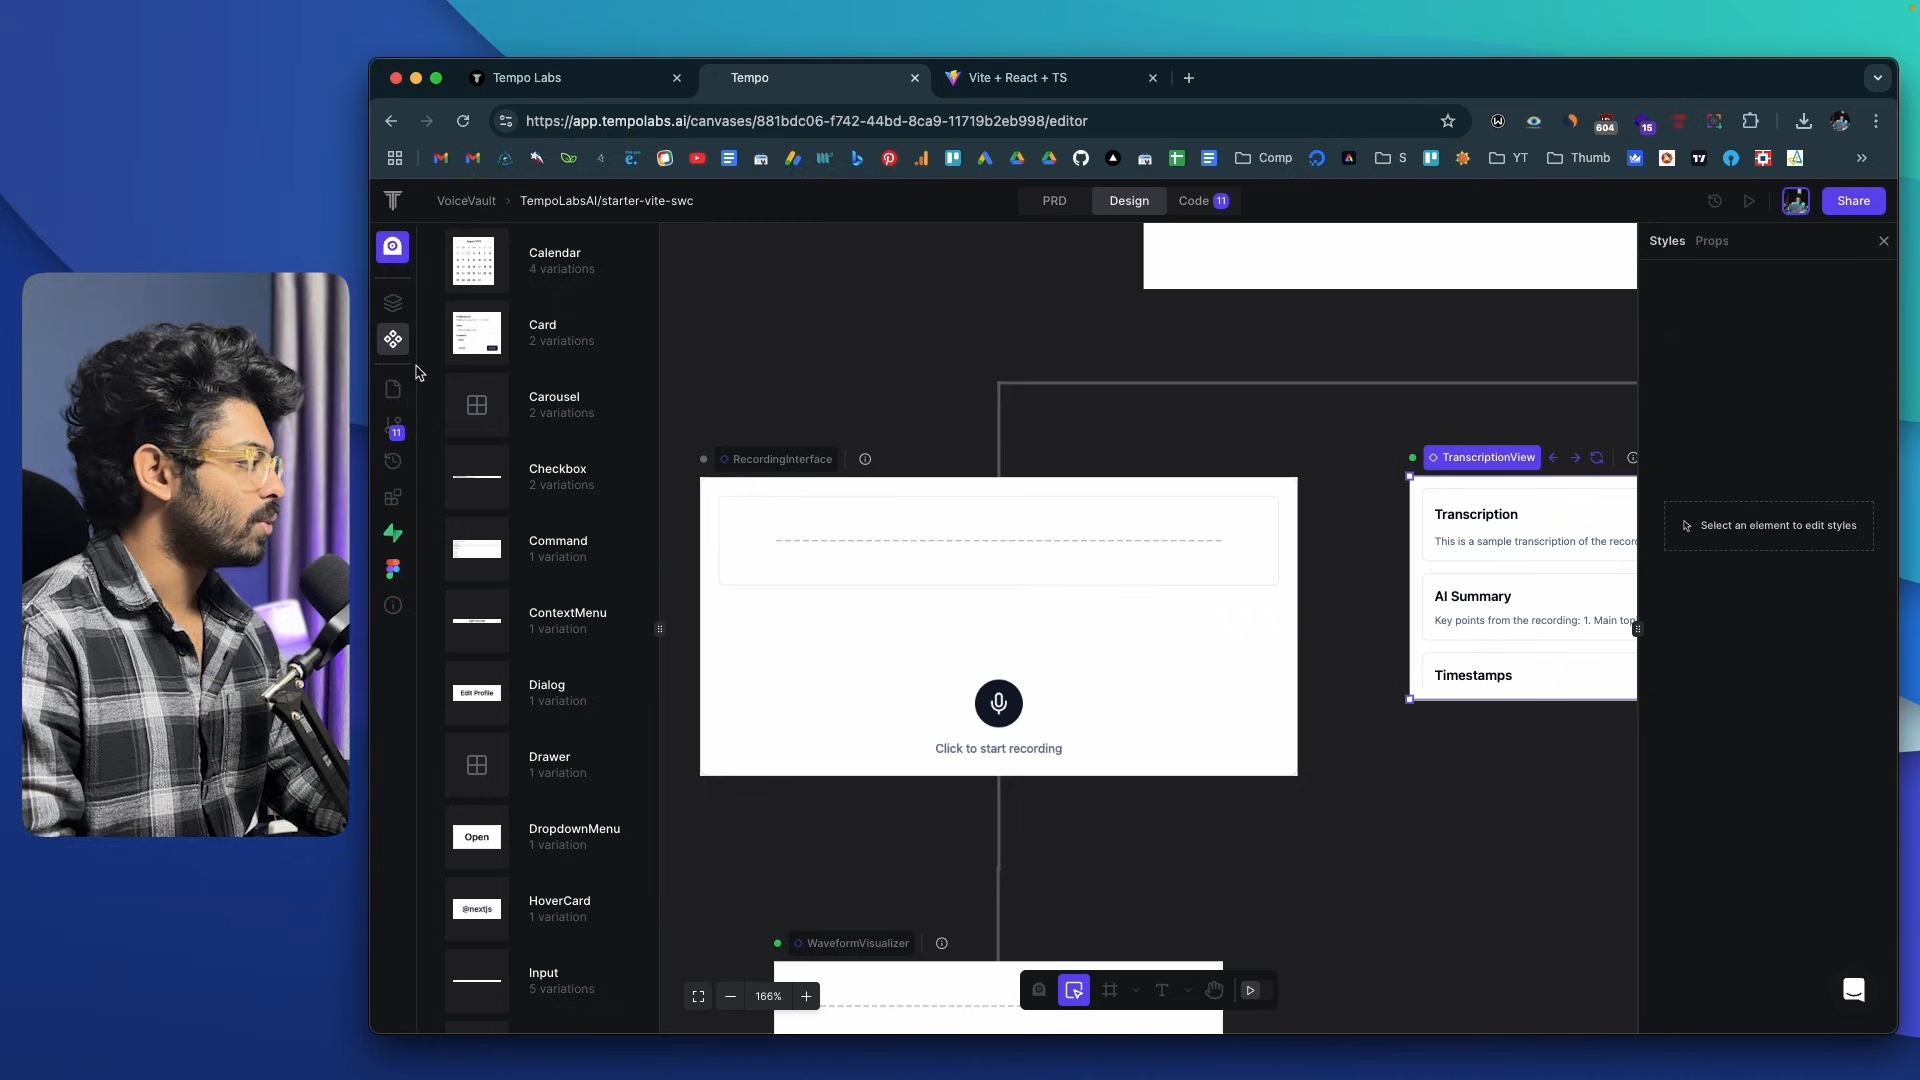 Tempo Labs
Tempo
Vite + React + TS
https://app.tempolabs.ai/canvases/881bdc06-f742-44bd-8ca9-11719b2eb998/editor
604
15
Comp
S
YT
Thumb
VoiceVault > TempoLabsAI/starter-vite-swc
PRD
Design
Code 11
Share
Styles
Props
Calendar
4 variations
Card
2 variations
Carousel
2 variations
Checkbox
2 variations
11
Command
1 variation
ContextMenu
1 variation
Edit Profile
Dialog
1 variation
Drawer
1 variation
Open
DropdownMenu
1 variation
@nextjs
HoverCard
1 variation
Input
5 variations
RecordingInterface
Click to start recording
TranscriptionView
Transcription
This is a sample transcription of the recor
AI Summary
Key points from the recording: 1. Main top
Timestamps
Select an element to edit styles
WaveformVisualizer
166%